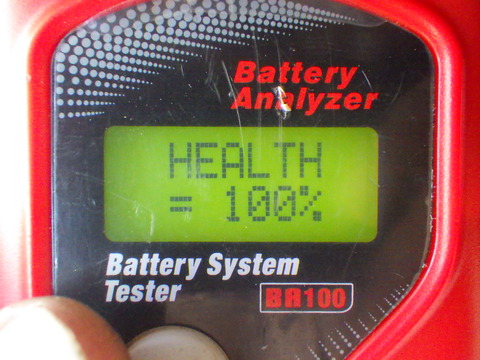 Battery
Analyzer
HEALTH
= 100%
Battery System
Tester
BA100